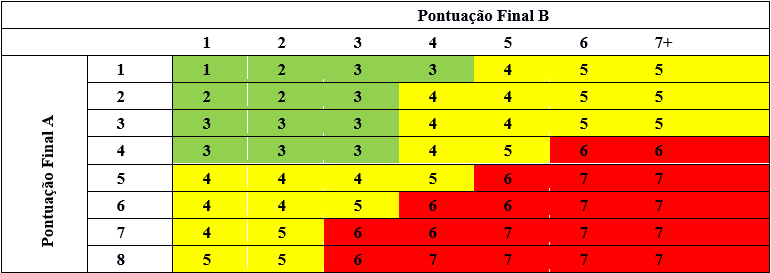 Pontuação Final B
1 2 3 4 5 6 7+
Pontuação Final A
1 1 2 3 3 4 5 5
2 2 2 3 4 4 5 5
3 3 3 3 4 4 5 5
4 3 3 3 4 5 6 6
5 4 4 4 5 6 7 7
6 4 4 5 6 6 7 7
7 4 5 6 6 7 7 7
8 5 5 6 7 7 7 7